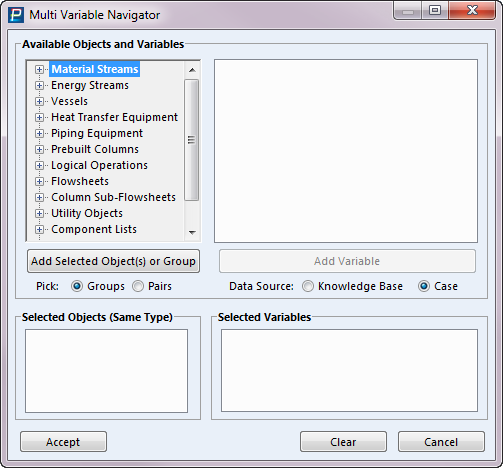 Multi Variable Navigator
Available Objects and Variables
Material Streams
Energy Streams
Vessels
Heat Transfer Equipment
Piping Equipment
Prebuilt Columns
Logical Operations
Flowsheets
Column Sub-Flowsheets
Utility Objects
Component Lists
Add Selected Object(s) or Group
Add Variable
Pick: Groups Pairs
Data Source: Knowledge Base Case
Selected Objects (Same Type)
Selected Variables
Accept
Clear
Cancel